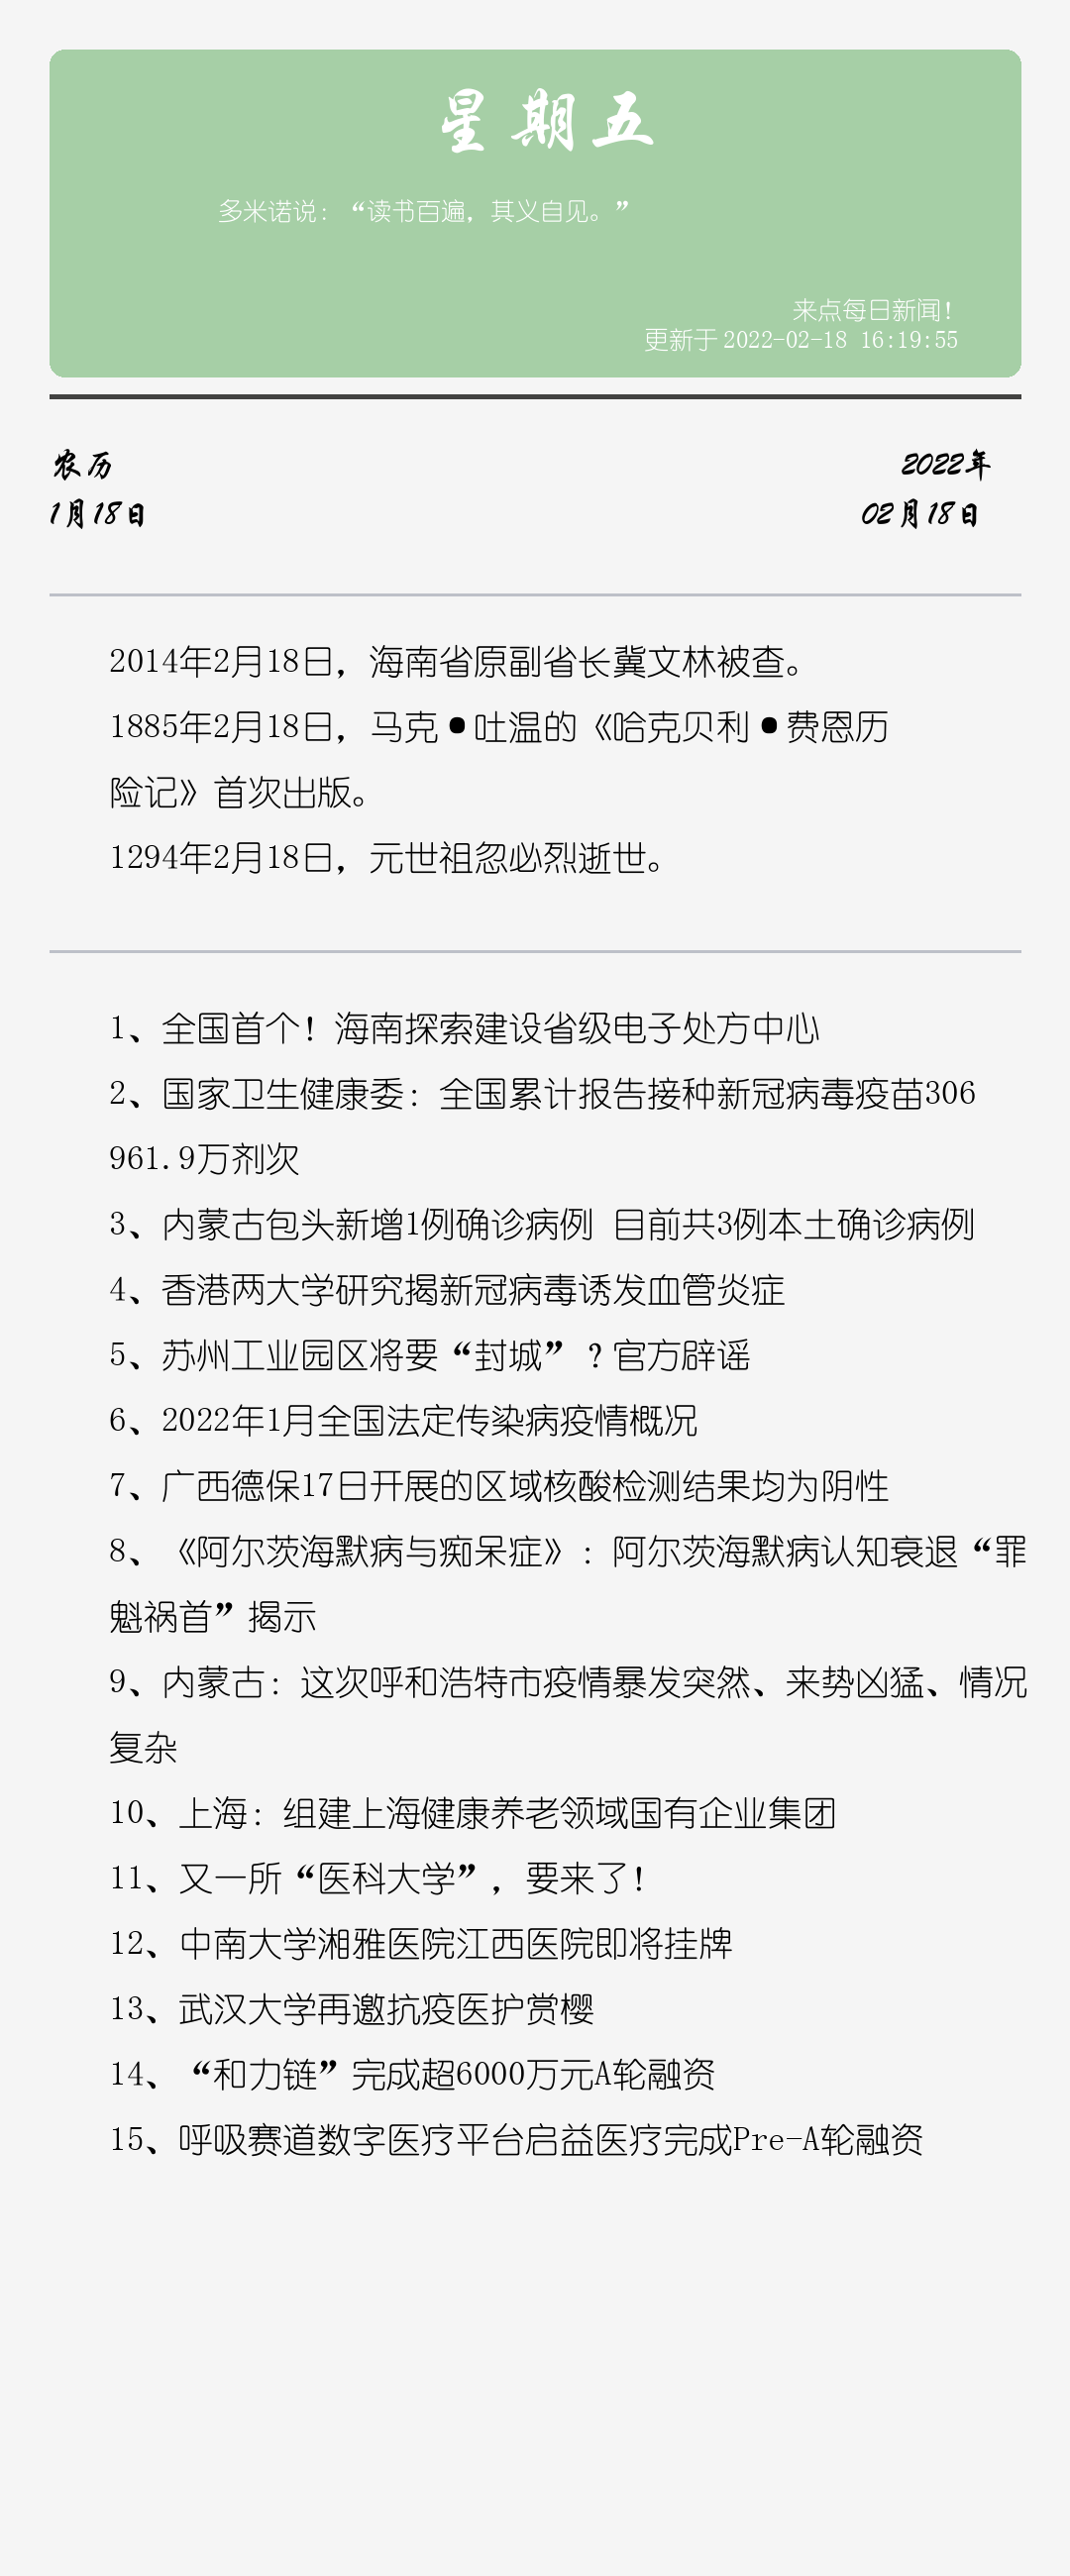 星期五
多米诺说：“读书百遍，其义自见。”
来点每日新闻！
更新于 2022-02-18 16:19:55
农历
2022年
1月18日
02月18日
2014年2月18日，海南省原副省长冀文林被查。
1885年2月18日，马克•吐温的《哈克贝利•费恩历
险记》首次出版。
1294年2月18日，元世祖忽必烈逝世。
1、全国首个！海南探索建设省级电子处方中心
2、国家卫生健康委：全国累计报告接种新冠病毒疫苗306
961.9万剂次
3、内蒙古包头新增1例确诊病例 目前共3例本土确诊病例
4、香港两大学研究揭新冠病毒诱发血管炎症
5、苏州工业园区将要“封城”？官方辟谣
6、2022年1月全国法定传染病疫情概况
7、广西德保17日开展的区域核酸检测结果均为阴性
8、《阿尔茨海默病与痴呆症》：阿尔茨海默病认知衰退“罪
魁祸首”揭示
9、内蒙古：这次呼和浩特市疫情暴发突然、来势凶猛、情况
复杂
10、上海：组建上海健康养老领域国有企业集团
11、又一所“医科大学”，要来了！
12、中南大学湘雅医院江西医院即将挂牌
13、武汉大学再邀抗疫医护赏樱
14、“和力链”完成超6000万元A轮融资
15、呼吸赛道数字医疗平台启益医疗完成Pre-A轮融资